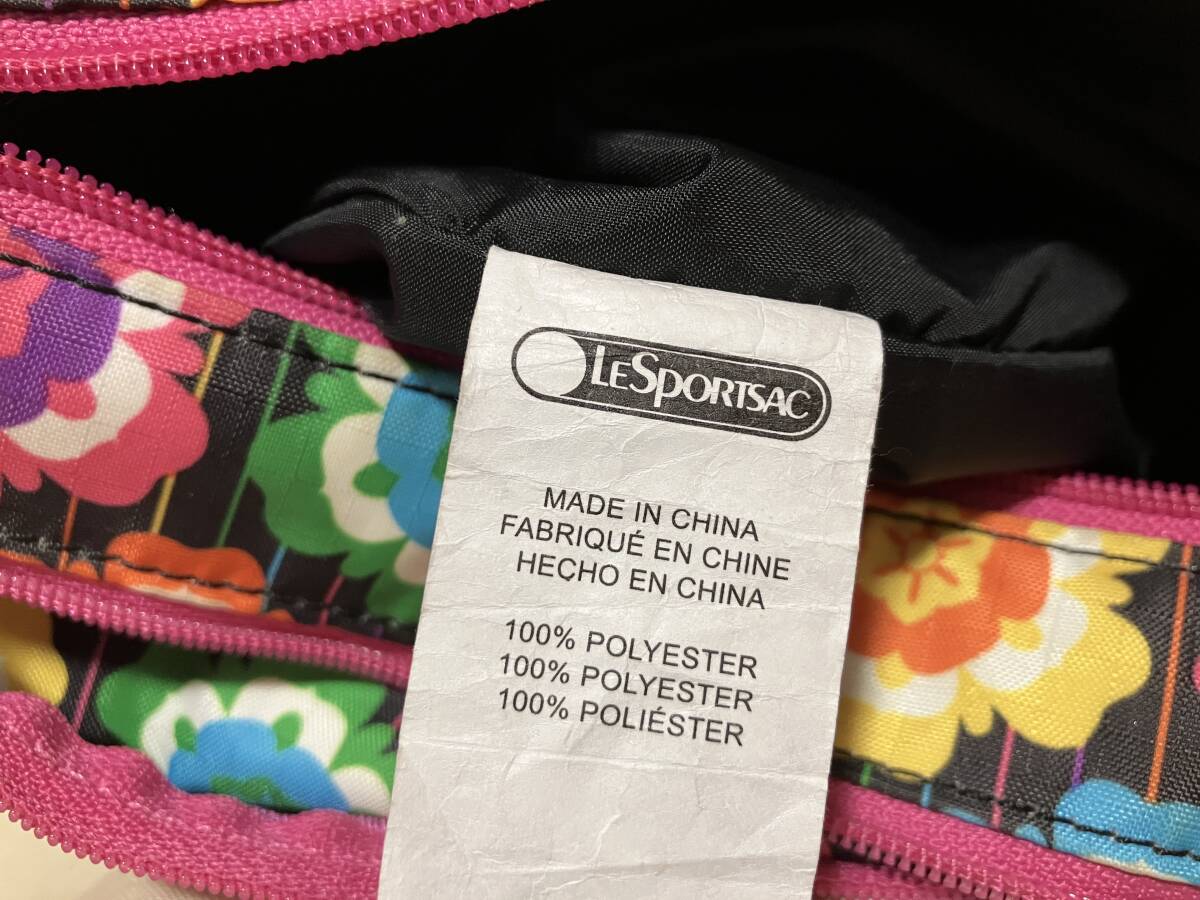 LESPORTSAC
MADE IN CHINA
FABRIQUÉ EN CHINE
HECHO EN CHINA
100% POLYESTER
100% POLYESTER
100% POLIÉSTER